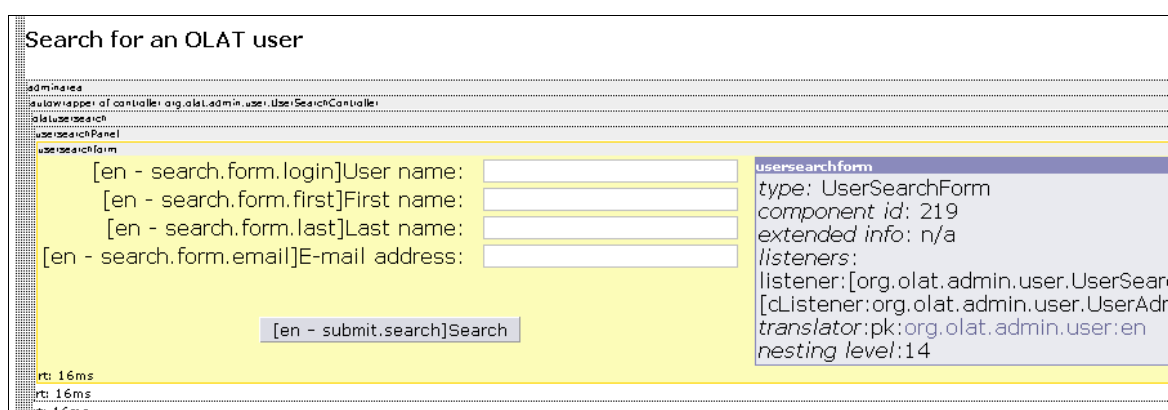 Search for an OLAT user
adminarea
autowrapper of controller org.olat.admin.user.UserSearchController
olatusersearch
usersearchPanel
usersearchform
[en - search.form.login]User name:
[en - search.form.first]First name:
[en - search.form.last]Last name:
[en - search.form.email]E-mail address:
[en - submit.search]Search
usersearchform
type: UserSearchForm
component id: 219
extended info: n/a
listeners:
listener:[org.olat.admin.user.UserSear
[cListener:org.olat.admin.user.UserAdr
translator:pk:org.olat.admin.user:en
nesting level:14
rt: 16ms
rt: 16ms